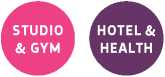 STUDIO
& GYM
HOTEL &
HEALTH